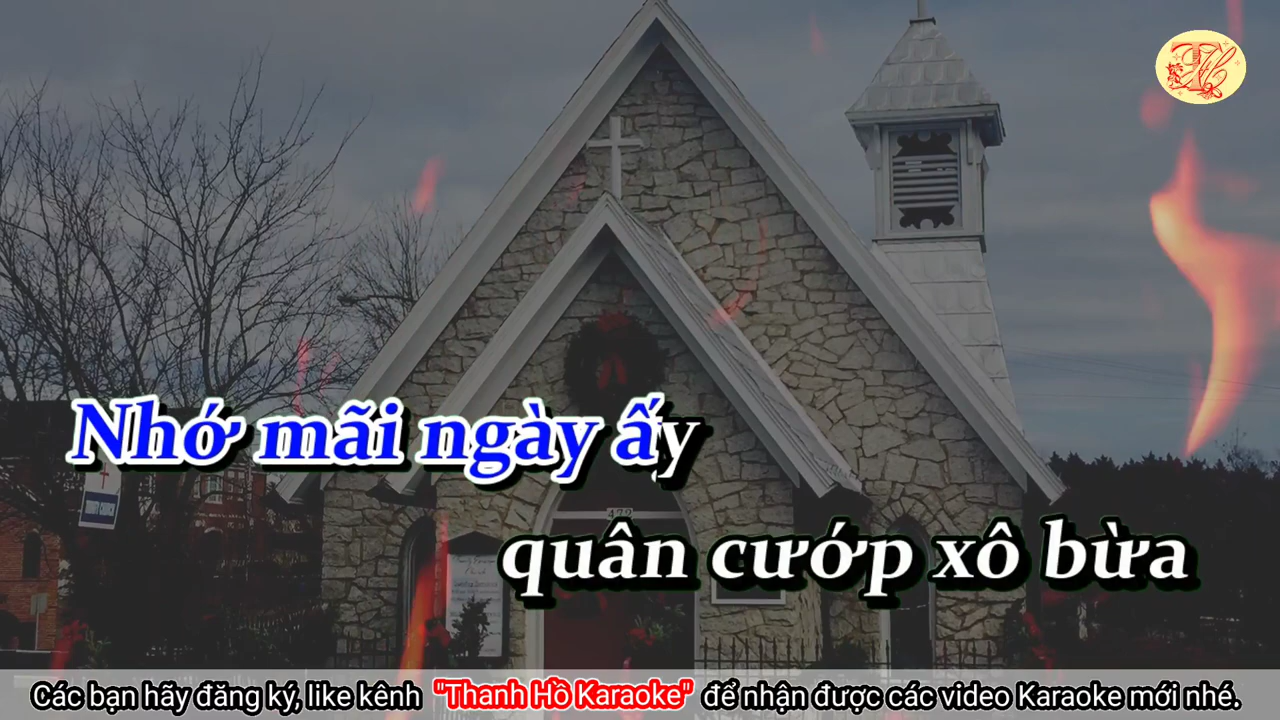 Nhớ mãi ngày ấy
472
quân cướp xô bừa
Các bạn hãy đăng ký, like kênh "Thanh Hồ Karaoke" để nhận được các video Karaoke mới nhé.